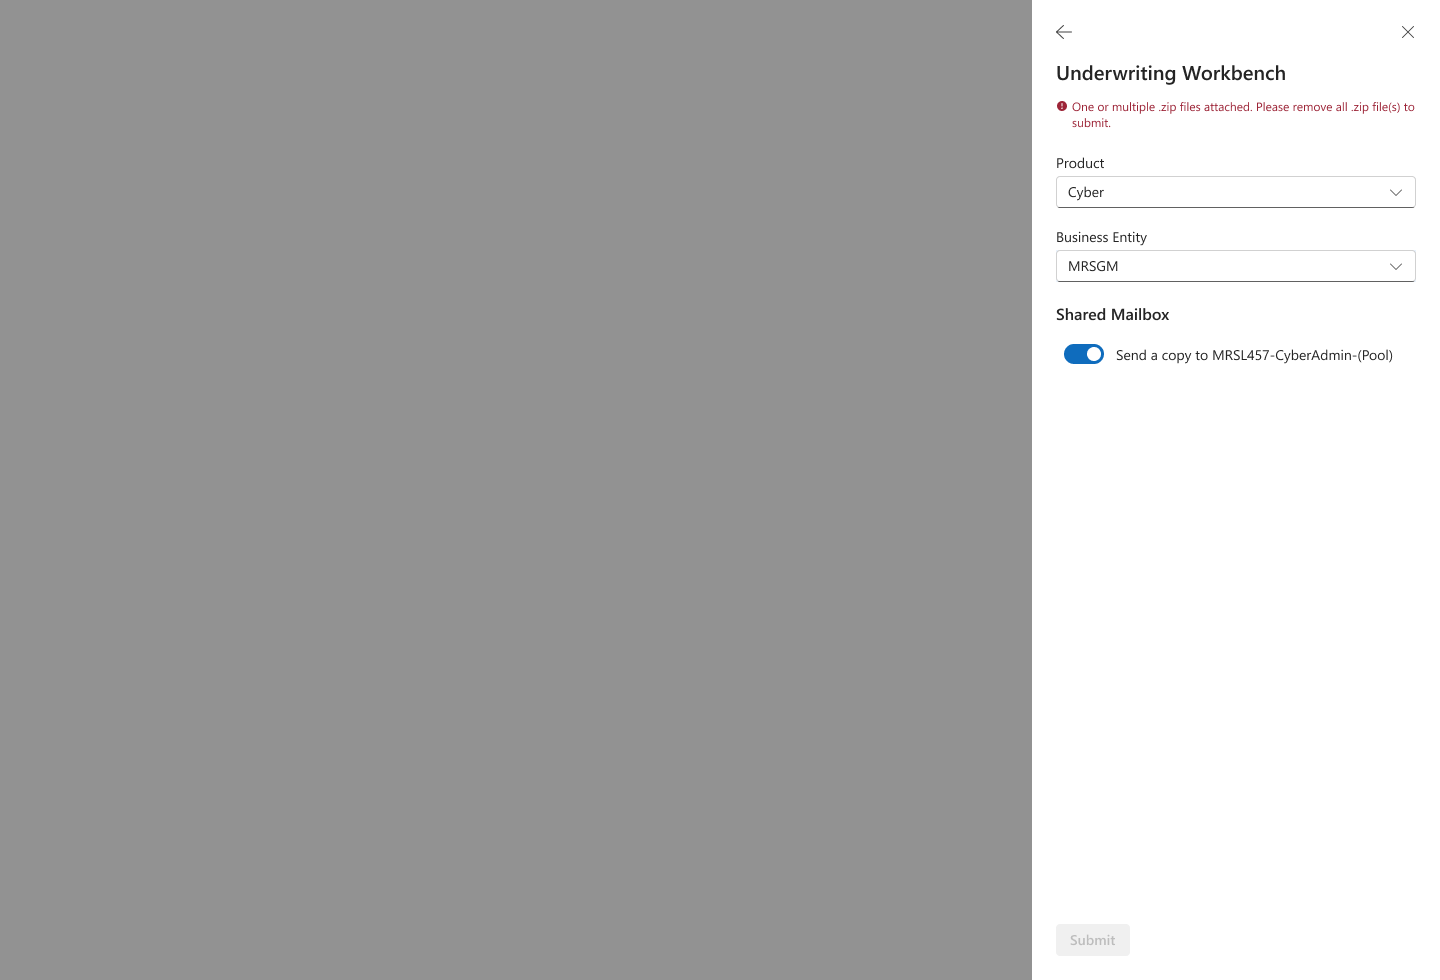 Underwriting Workbench
One or multiple .zip files attached. Please remove all .zip file(s) to
submit.
Product
Cyber
Business Entity
MRSGM
Shared Mailbox
Send a copy to MRSL457-CyberAdmin-(Pool)
Submit